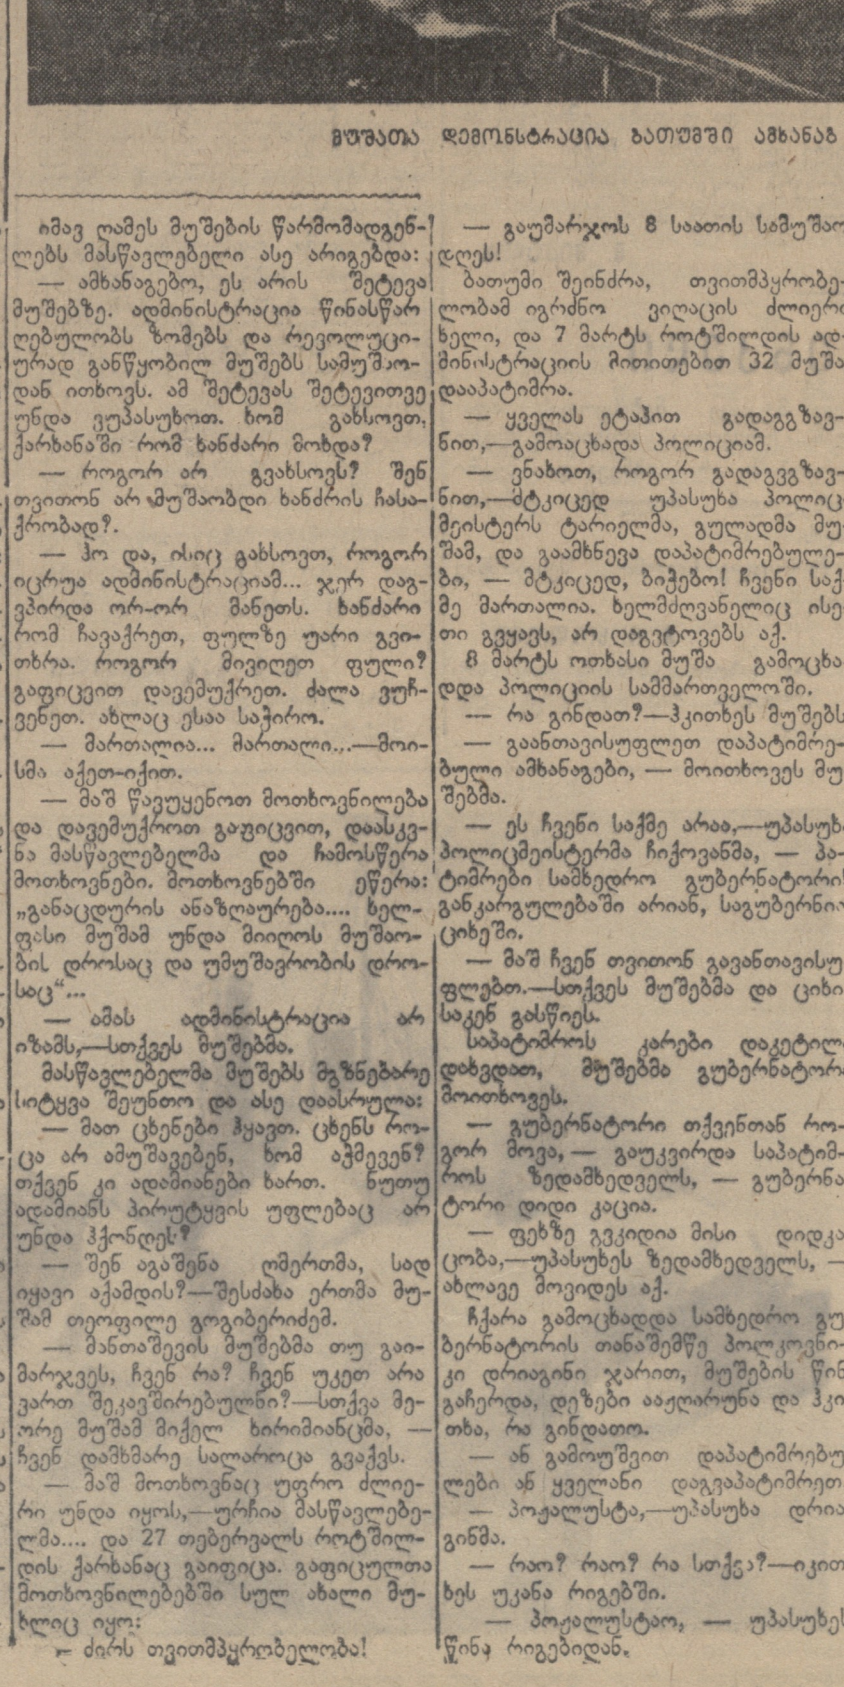 მუშათა დემონსტრაცია ბათუმში ამხანაგ
იმავ ღამეს მუშების წარმომადგენ-
ლებს მასწავლებელი ასე არიგებდა:
— ამხანაგებო, ეს არის შეტევა
მუშებზე. ადმინისტრაცია წინასწარ
ღებულობს ზომებს და რევოლუცი-
ურად განწყობილ მუშებს სამუშაო-
დან ითხოვს. ამ შეტევას შეტევითვე
უნდა ვუპასუხოთ. ხომ გახსოვთ,
ქარხანაში რომ ხანძარი მოხდა?
— როგორ არ გვახსოვს? შენ
თვითონ არ მუშაობდი ხანძრის ჩასა-
ქრობად?.
— ჰო და, ისიც გახსოვთ, როგორ
იცრუა ადმინისტრაციამ... ჯერ დაგ-
ვპირდა ორ-ორ მანეთს. ხანძარი
რომ ჩავაქრეთ, ფულზე უარი გვი-
თხრა. როგორ მივიღეთ ფული?
გაფიცვით დავემუქრეთ. ძალა ვუჩ-
ვენეთ. ახლაც ესაა საჭირო.
— მართალია... მართალი...—მოი-
სმა აქეთ-იქით.
— მაშ წავუყენოთ მოთხოვნილება
და დავემუქროთ გაფიცვით, დაასკვ-
ნა მასწავლებელმა და ჩამოსწერა
მოთხოვნები. მოთხოვნებში ეწერა:
„განაცდურის ანაზღაურება.... ხელ-
ფასი მუშამ უნდა მიიღოს მუშაო-
ბის დროსაც და უმუშავრობის დრო-
საც“...
— ამას ადმინისტრაცია არ
იზამს,—სთქვეს მუშებმა.
მასწავლებელმა მუშებს მგზნებარე
სიტყვა შეუნთო და ასე დაასრულა:
— მათ ცხენები ჰყავთ. ცხენს რო-
ცა არ ამუშავებენ, ხომ აჭმევენ?
თქვენ კი ადამიანები ხართ. ნუთუ
ადამიანს პირუტყვის უფლებაც არ
უნდა ჰქონდეს?
— შენ აგაშენა ღმერთმა, სად
იყავი აქამდის?—შესძახა ერთმა მუ-
შამ თეოფილე გოგიბერიძემ.
— მანთაშევის მუშებმა თუ გაი-
მარჯვეს, ჩვენ რა? ჩვენ უკეთ არა
ვართ შეკავშირებულნი?—სთქვა მე-
ორე მუშამ მიქელ ხირიმიანცმა, —
ჩვენ დამხმარე სალაროცა გვაქვს.
— მაშ მოთხოვნაც უფრო ძლიე-
რი უნდა იყოს,—ურჩია მასწავლებე-
ლმა.... და 27 თებერვალს როტშილ-
დის ქარხანაც გაიფიცა. გაფიცულთა
მოთხოვნილებებში სულ ახალი მუ-
ხლიც იყო:
— ძირს თვითმპყრობელობა!
— გაუმარჯოს 8 საათის სამუშაო
დღეს!
ბათუმი შეინძრა, თვითმპყრობე-
ლობამ იგრძნო ვიღაცის ძლიერი
ხელი, და 7 მარტს როტშილდის ად-
მინისტრაციის მითითებით 32 მუშა
დააპატიმრა.
— ყველას ეტაპით გადაგგზავ-
ნით,—გამოაცხადა პოლიციამ.
— ვნახოთ, როგორ გადაგვგზავ-
ნით,—მტკიცედ უპასუხა პოლიც-
მეისტერს ტარიელმა, გულადმა მუ-
შამ, და გაამხნევა დაპატიმრებულე-
ბი, — მტკიცედ, ბიჭებო! ჩვენი საქ-
მე მართალია. ხელმძღვანელიც ისე-
თი გვყავს, არ დაგვტოვებს აქ.
8 მარტს ოთხასი მუშა გამოცხა-
დდა პოლიციის სამმართველოში.
— რა გინდათ?—ჰკითხეს მუშებს
— გაანთავისუფლეთ დაპატიმრე-
ბული ამხანაგები, — მოითხოვეს მუ-
შებმა.
— ეს ჩვენი საქმე არაა,—უპასუხა
პოლიცმეისტერმა ჩიქოვანმა, — პა-
ტიმრები სამხედრო გუბერნატორის
განკარგულებაში არიან, საგუბერნიო
ციხეში.
— მაშ ჩვენ თვითონ გავანთავისუ
ფლებთ.—სთქვეს მუშებმა და ციხი
საკენ გასწიეს.
საპატიმროს კარები დაკეტილ
დახვდათ, მუშებმა გუბერნატორი
მოითხოვეს.
— გუბერნატორი თქვენთან რო-
გორ მოვა, — გაუკვირდა საპატიმ-
როს ზედამხედველს, — გუბერნა
ტორი დიდი კაცია.
— ფეხზე გვკიდია მისი დიდკა
ცობა,—უპასუხეს ზედამხედველს, —
ახლავე მოვიდეს აქ.
ჩქარა გამოცხადდა სამხედრო გუ
ბერნატორის თანაშემწე პოლკოვნი-
კი დრიაგინი ჯარით, მუშების წინ
გაჩერდა, დეზები ააჟღარუნა და ჰკი
თხა, რა გინდათო.
— ან გამოუშვით დაპატიმრებუ
ლები ან ყველანი დაგვაპატიმრეთ
— პოჟალუსტა,—უპასუხა დრია
გინმა.
— რაო? რაო? რა სთქვა?—იკით
ხეს უკანა რიგებში.
— პოჟალუსტაო, — უპასუხეს
წინა რიგებიდან.